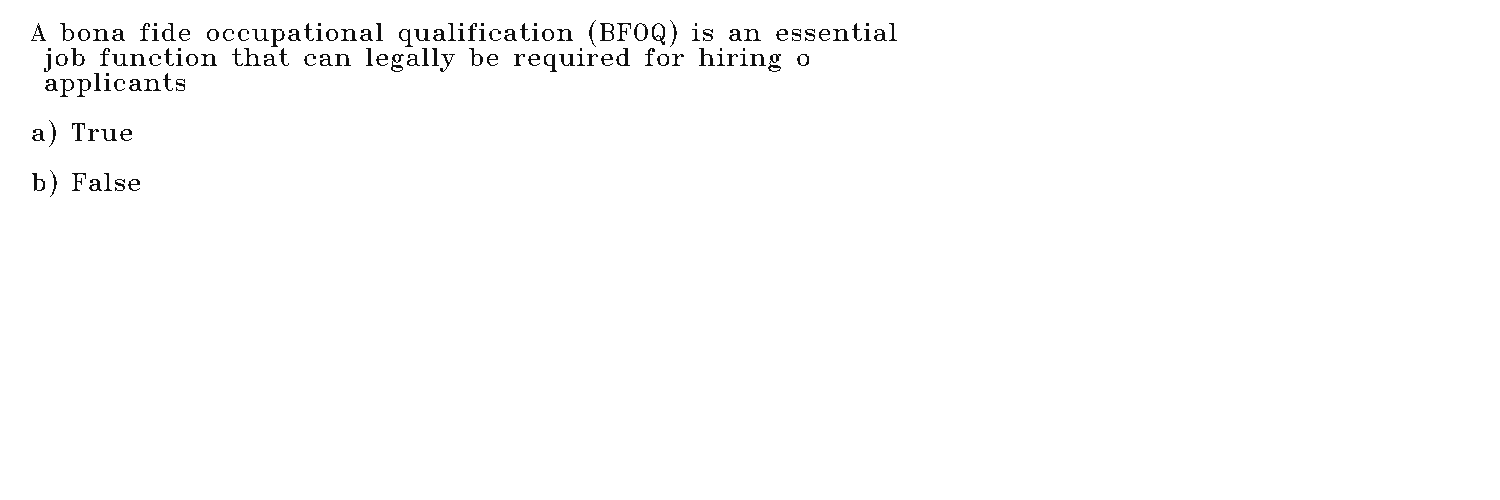 A bona fide occupational qualification (BFOQ) is an essential
job function that can legally be required for hiring o
applicants
a) True
b) False